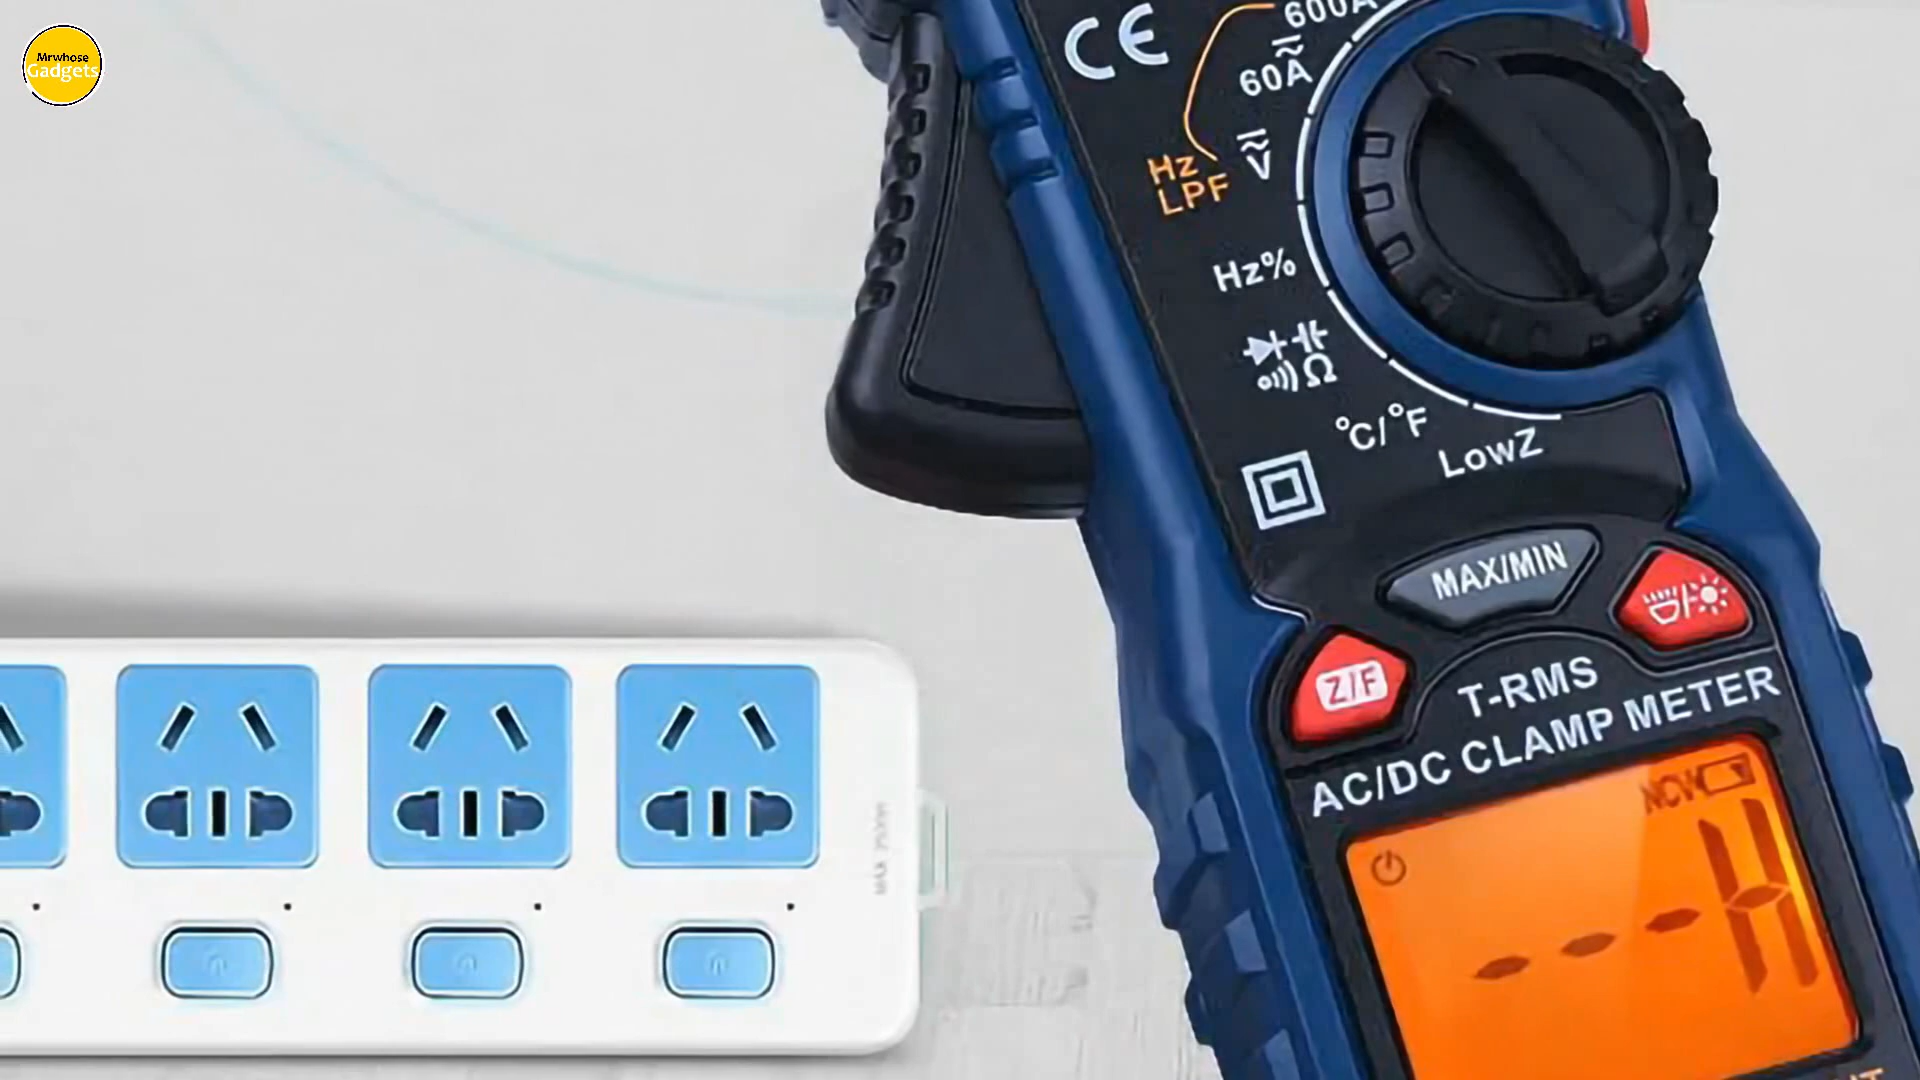 Mrwhose
Gadgets
CE
600A
60A
V
Hz
LPF
Hz%
Ω
°C/°F
LowZ
MAX/MIN
Z/F
T-RMS
AC/DC CLAMP METER
NCV
---H